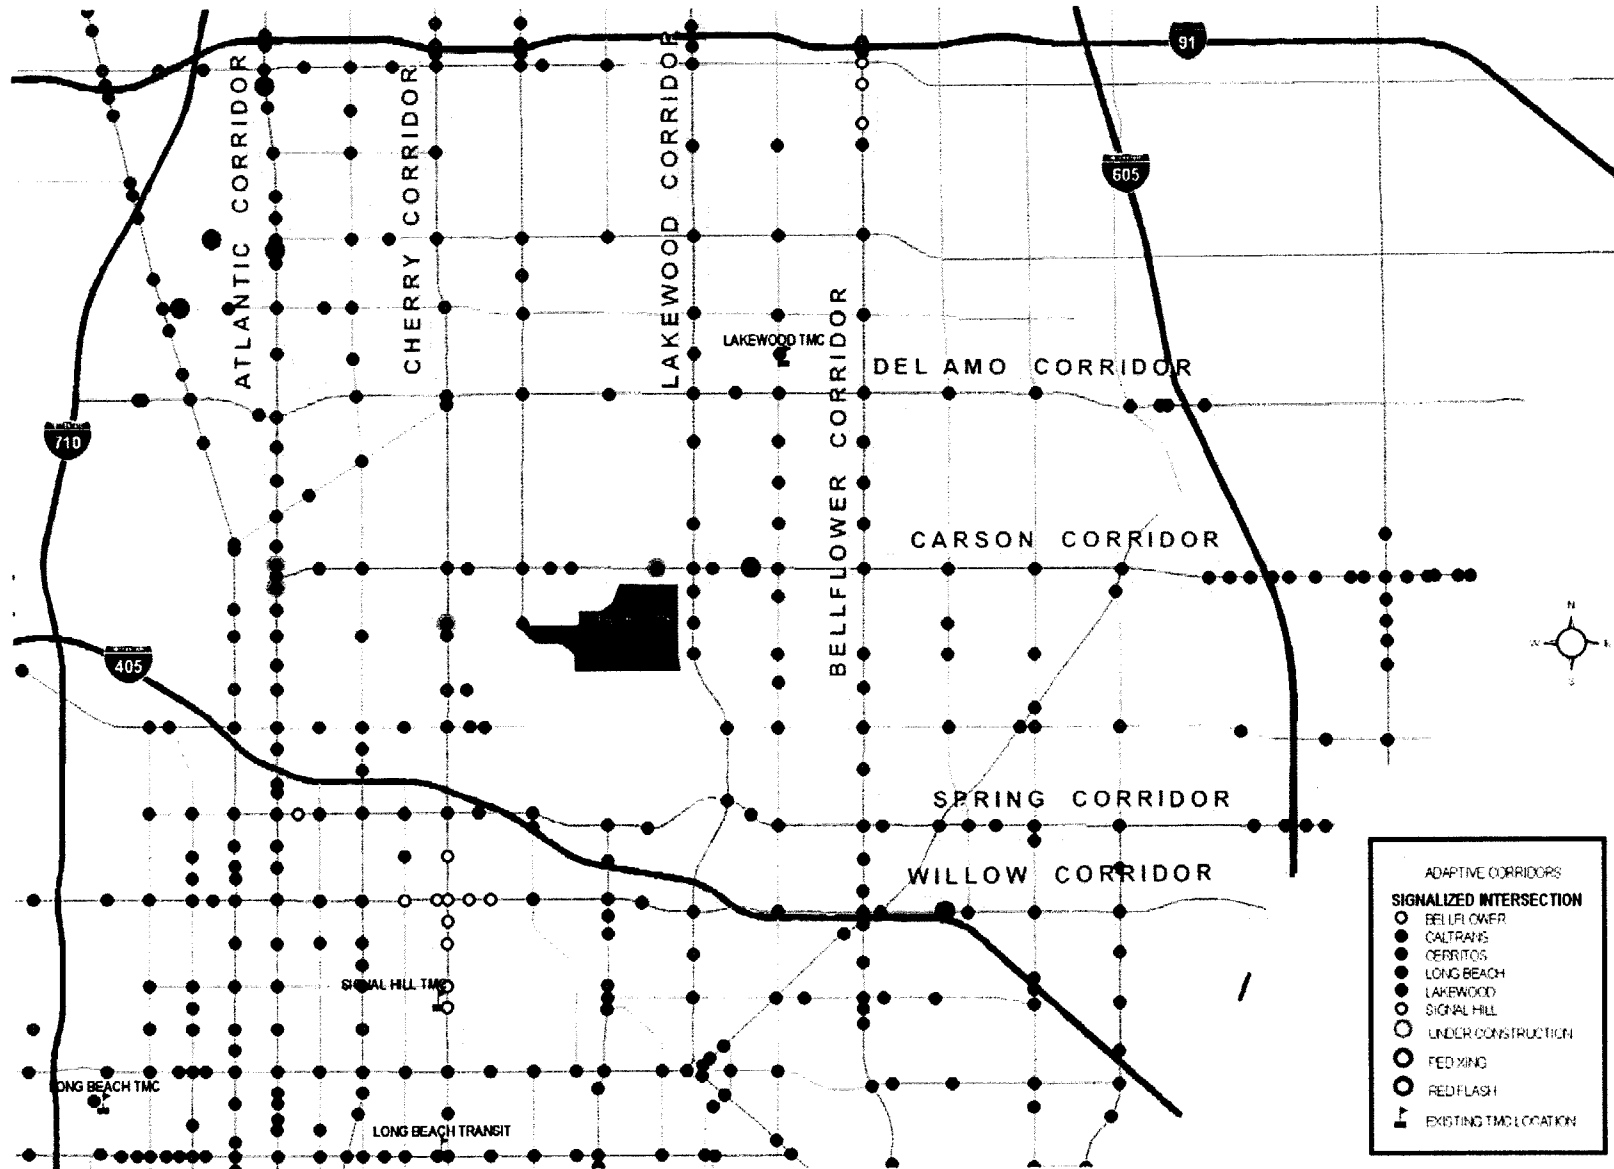 91
605
ATLANTIC CORRIDOR
CHERRY CORRIDOR
LAKEWOOD CORRIDOR
LAKEWOOD TMC
BELLFLOWER CORRIDOR
DEL AMO CORRIDOR
710
CARSON CORRIDOR
N
W
E
S
405
SPRING CORRIDOR
WILLOW CORRIDOR
SIGNAL HILL TMC
LONG BEACH TMC
LONG BEACH TRANSIT
ADAPTIVE CORRIDORS
SIGNALIZED INTERSECTION
BELLFLOWER
CALTRANS
CERRITOS
LONG BEACH
LAKEWOOD
SIGNAL HILL
UNDER CONSTRUCTION
PED XING
RED FLASH
EXISTING TMC LOCATION